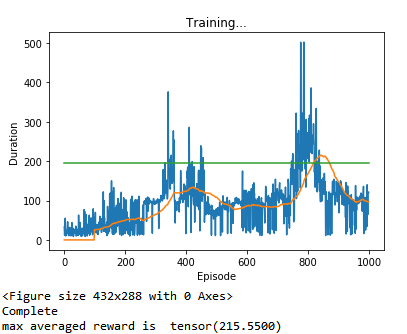 Training...
500
400
300
200
100
0
Duration
0
200
400
600
800
1000
Episode
<Figure size 432x288 with 0 Axes>
Complete
max averaged reward is  tensor(215.5500)